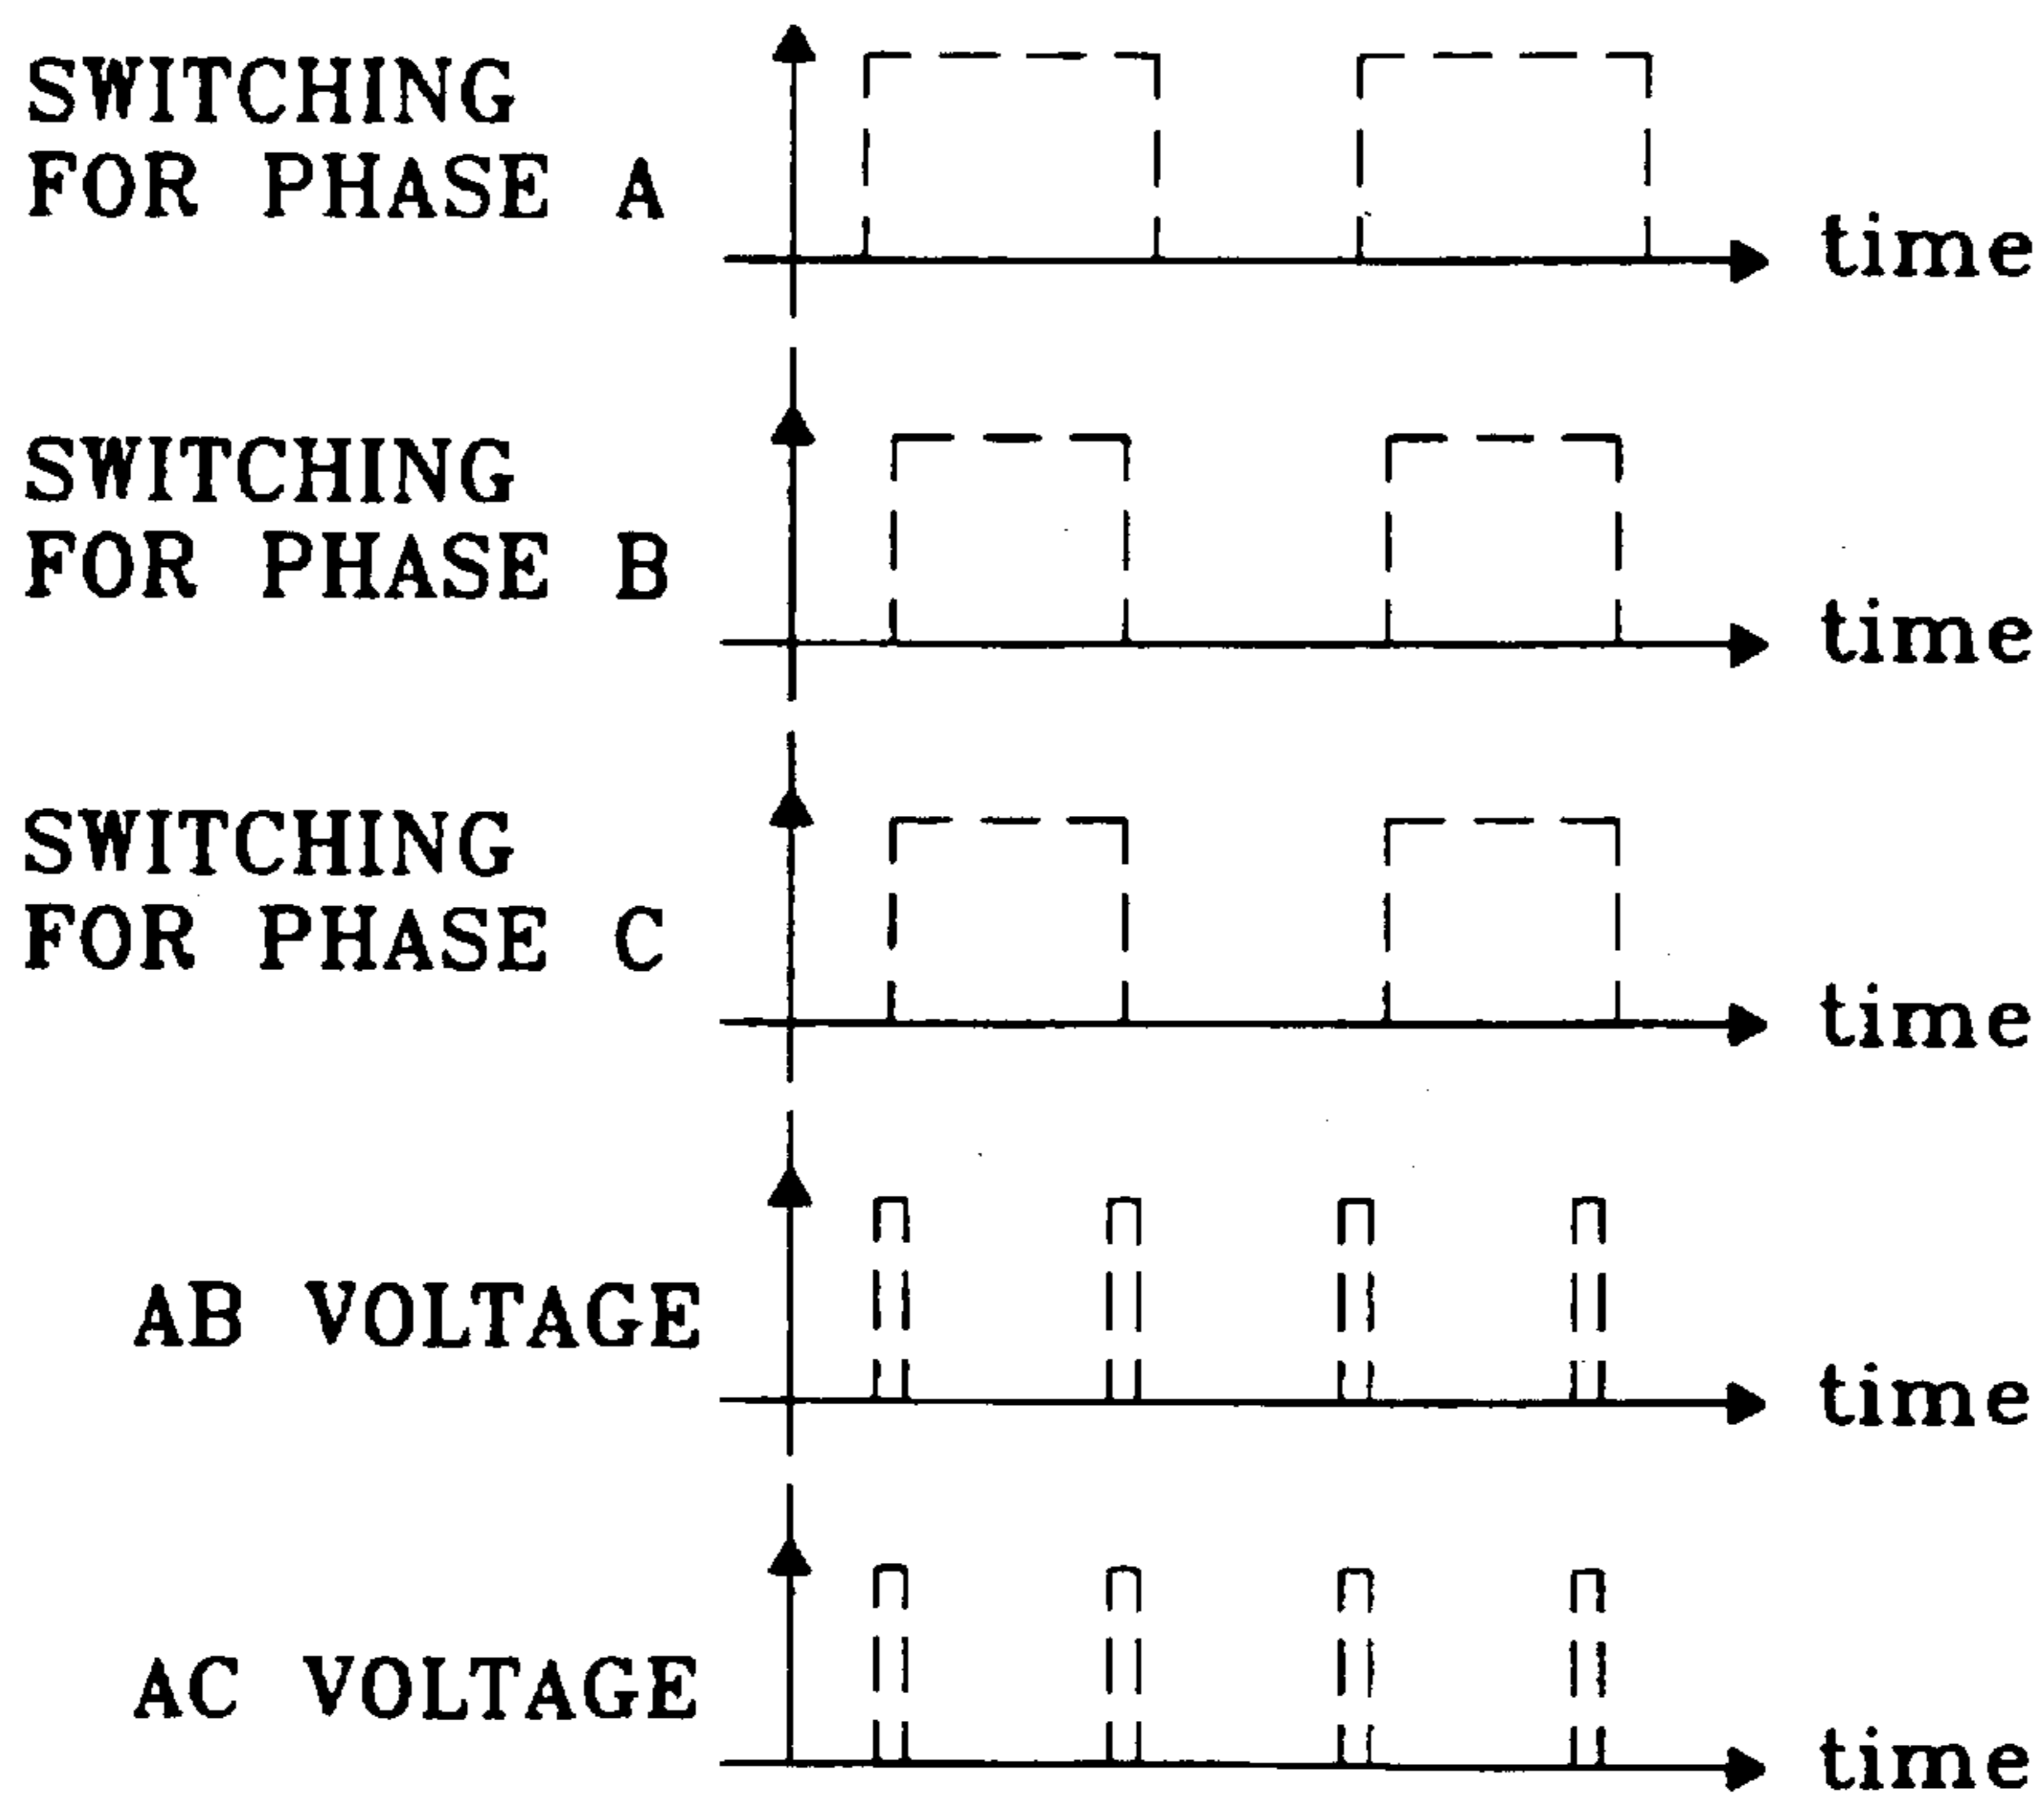 SWITCHING
FOR PHASE A
time
SWITCHING
FOR PHASE B
time
SWITCHING
FOR PHASE C
time
AB VOLTAGE
time
AC VOLTAGE
time